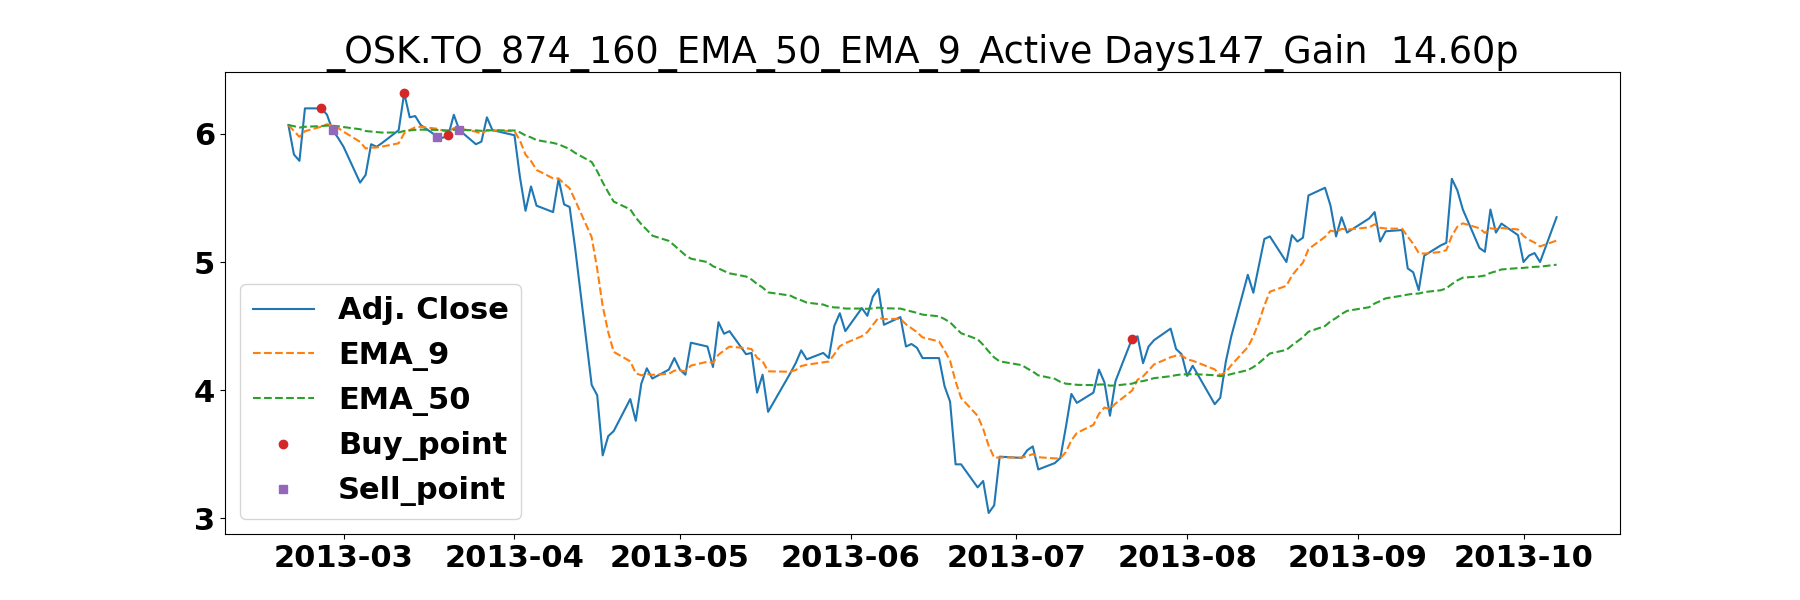 _OSK.TO_874_160_EMA_50_EMA_9_Active Days147_Gain  14.60p
6
5
4
3
Adj. Close
EMA_9
EMA_50
Buy_point
Sell_point
2013-03 2013-04 2013-05 2013-06 2013-07 2013-08 2013-09 2013-10